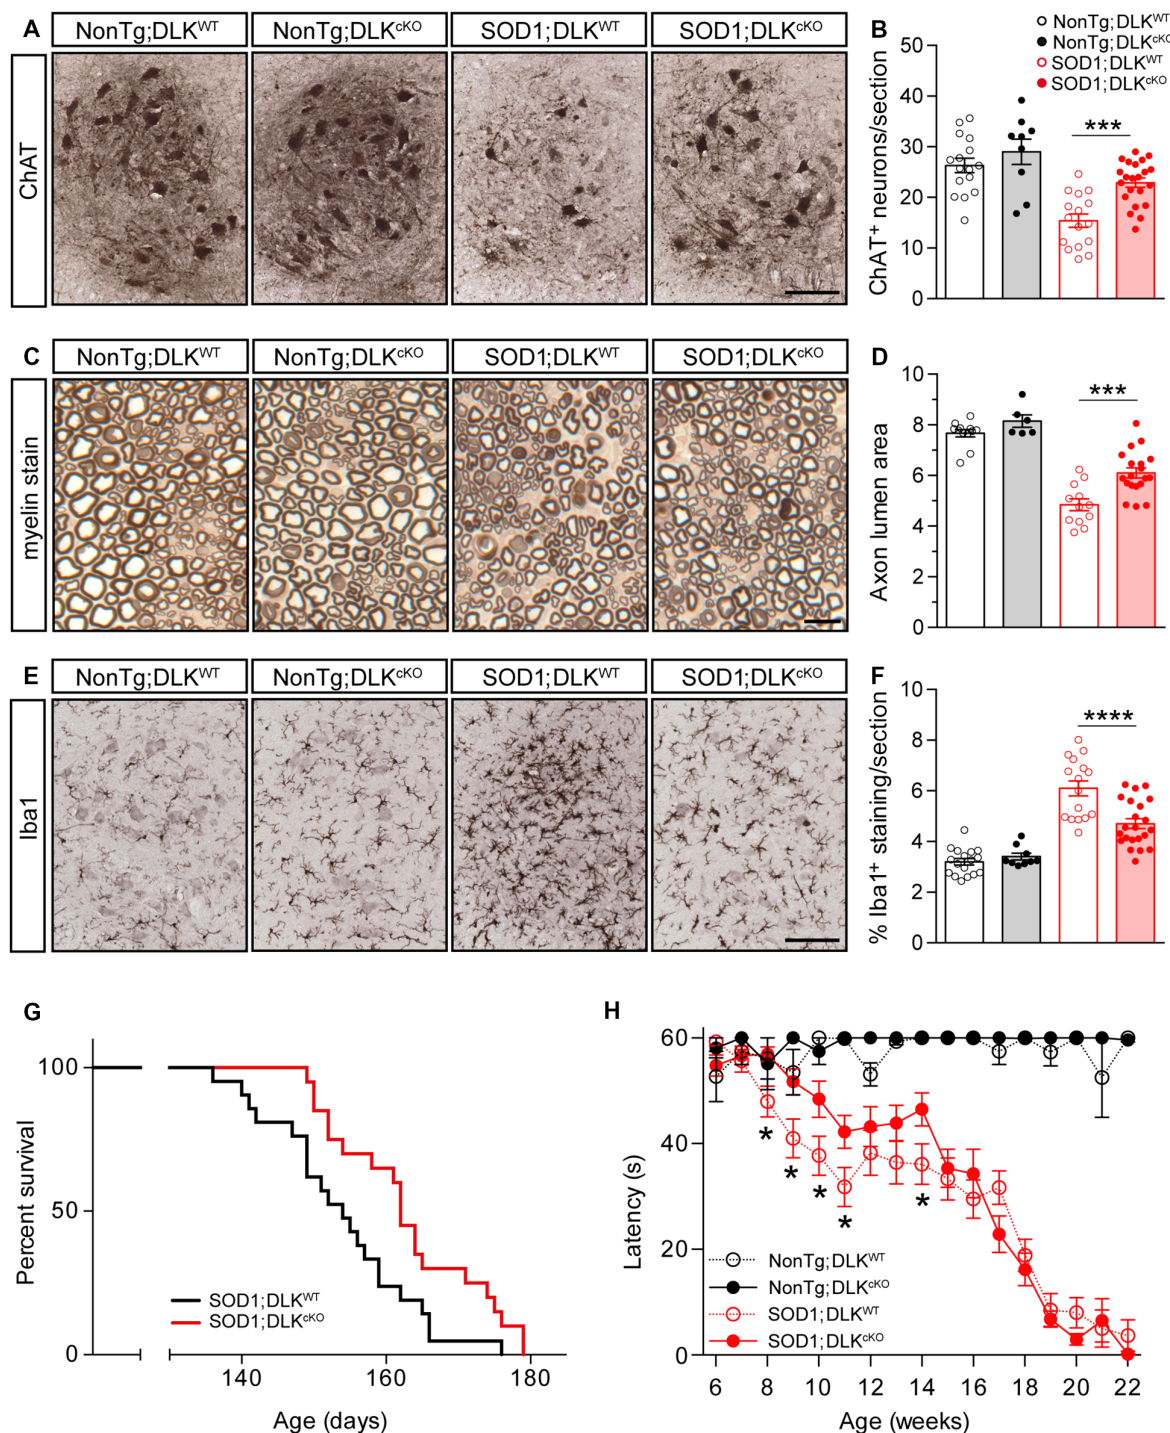 A
NonTg;DLKWT
NonTg;DLKcKO
SOD1;DLKWT
SOD1;DLKcKO
ChAT
B
NonTg;DLKWT
NonTg;DLKcKO
SOD1;DLKWT
SOD1;DLKcKO
ChAT+ neurons/section
50
40
30
20
10
0
***
C
NonTg;DLKWT
NonTg;DLKcKO
SOD1;DLKWT
SOD1;DLKcKO
myelin stain
D
Axon lumen area
10
8
6
4
2
0
***
E
NonTg;DLKWT
NonTg;DLKcKO
SOD1;DLKWT
SOD1;DLKcKO
Iba1
F
% Iba1+ staining/section
10
8
6
4
2
0
****
G
Percent survival
100
50
0
SOD1;DLKWT
SOD1;DLKcKO
140 160 180
Age (days)
H
Latency (s)
60
40
20
0
* * * * *
NonTg;DLKWT
NonTg;DLKcKO
SOD1;DLKWT
SOD1;DLKcKO
6 8 10 12 14 16 18 20 22
Age (weeks)